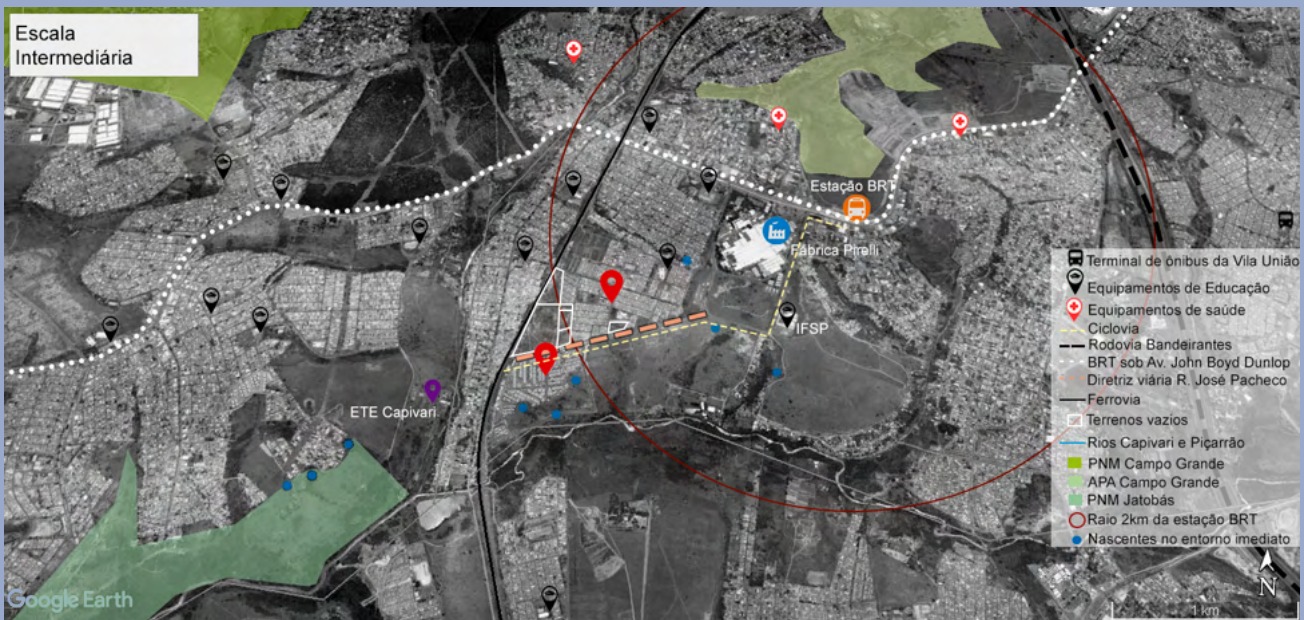 Escala
Intermediária
Estação BRT
Fábrica Pirelli
IFSP
ETE Capivari
Terminal de ônibus da Vila União
Equipamentos de Educação
Equipamentos de saúde
Ciclovia
Rodovia Bandeirantes
BRT sob Av. John Boyd Dunlop
Diretriz viária R. José Pacheco
Ferrovia
Terrenos vazios
Rios Capivari e Piçarrão
PNM Campo Grande
APA Campo Grande
PNM Jatobás
Raio 2km da estação BRT
Nascentes no entorno imediato
N
1 km
Google Earth